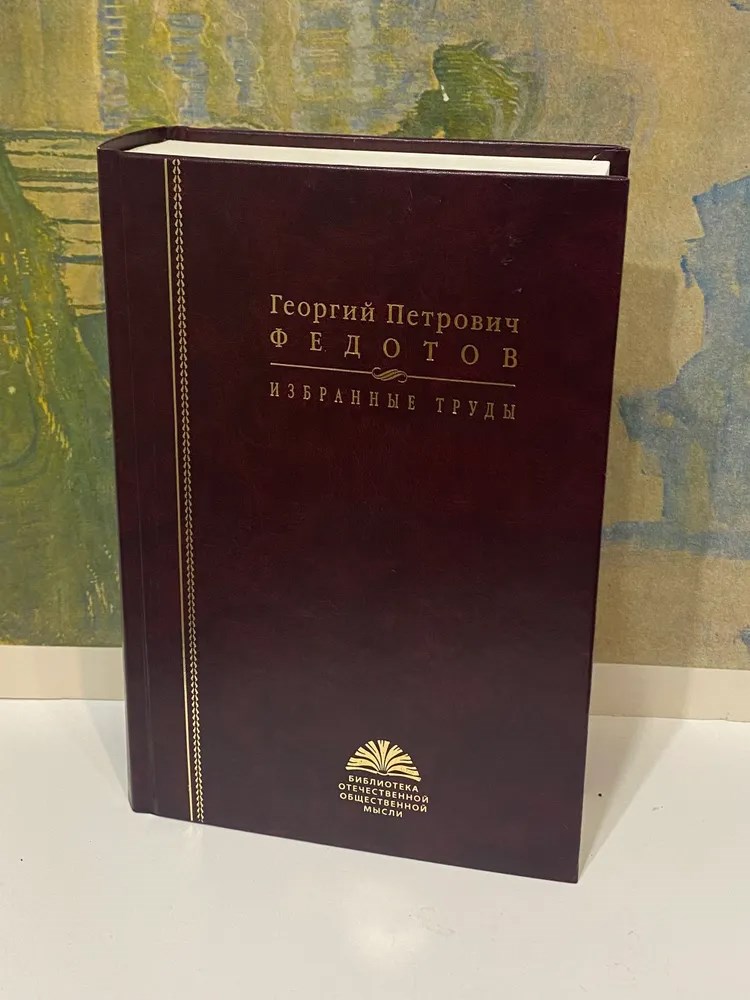 Георгий Петрович
ФЕДОТОВ
ИЗБРАННЫЕ ТРУДЫ
БИБЛИОТЕКА
ОТЕЧЕСТВЕННОЙ
ОБЩЕСТВЕННОЙ
МЫСЛИ